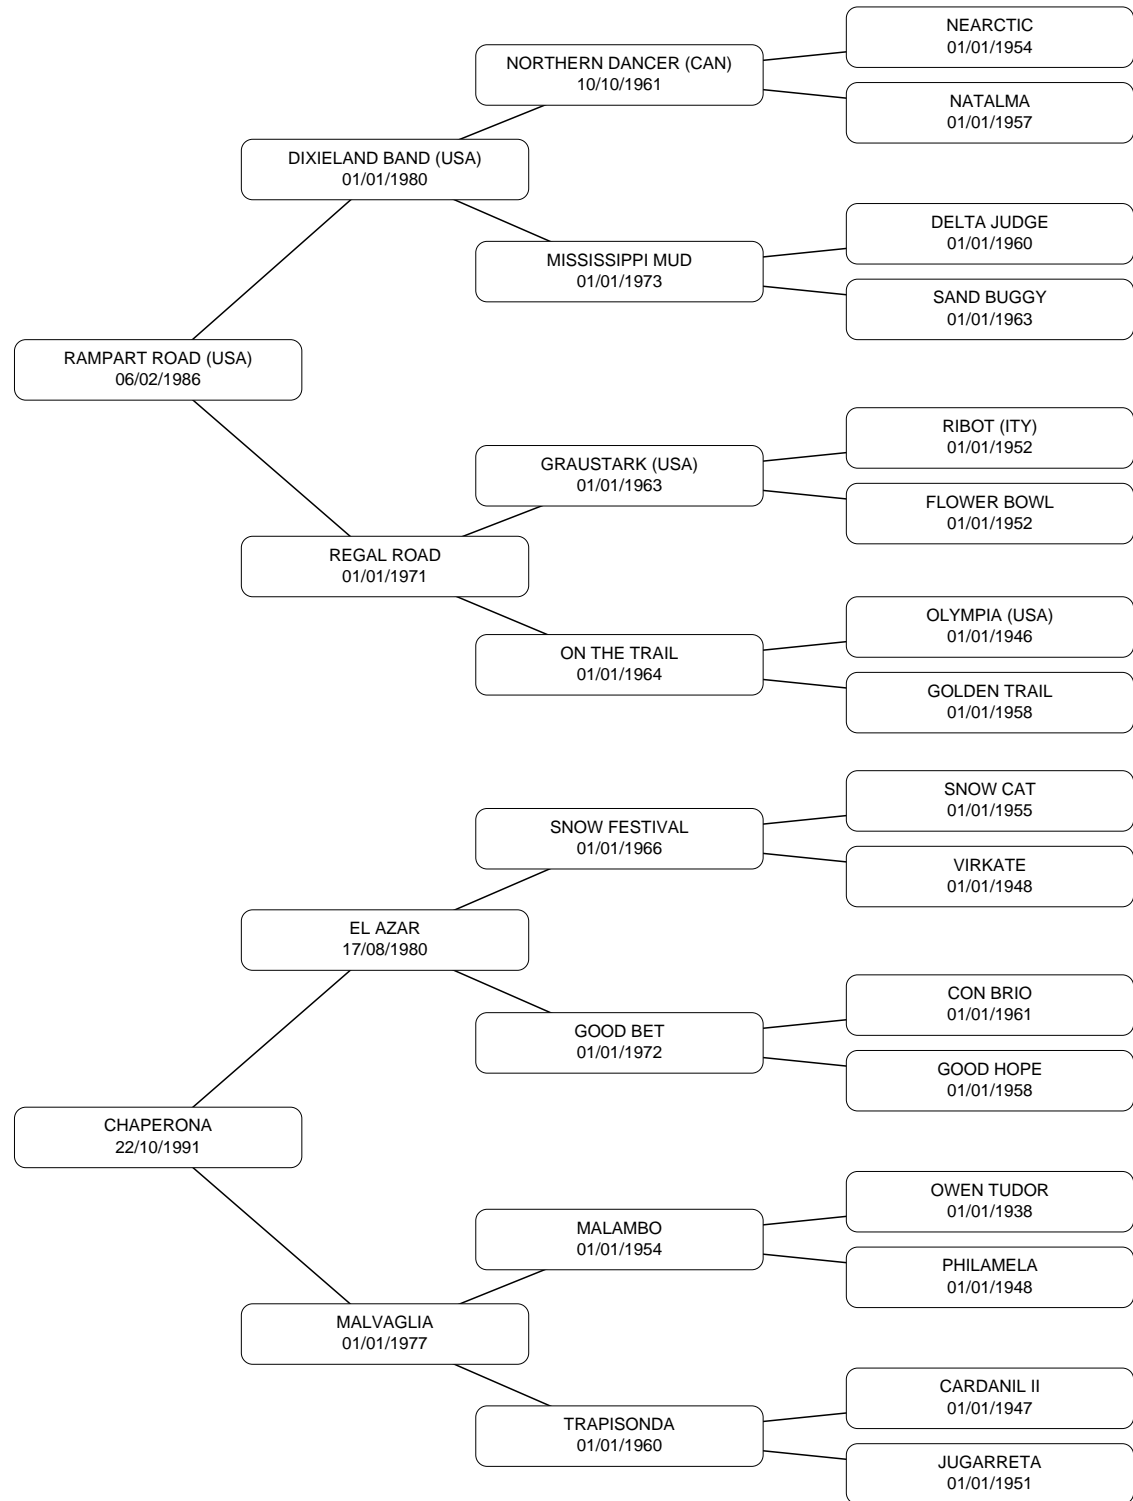 NEARCTIC
01/01/1954
NORTHERN DANCER (CAN)
10/10/1961
NATALMA
01/01/1957
DIXIELAND BAND (USA)
01/01/1980
DELTA JUDGE
01/01/1960
MISSISSIPPI MUD
01/01/1973
SAND BUGGY
01/01/1963
RAMPART ROAD (USA)
06/02/1986
RIBOT (ITY)
01/01/1952
GRAUSTARK (USA)
01/01/1963
FLOWER BOWL
01/01/1952
REGAL ROAD
01/01/1971
OLYMPIA (USA)
01/01/1946
ON THE TRAIL
01/01/1964
GOLDEN TRAIL
01/01/1958
SNOW CAT
01/01/1955
SNOW FESTIVAL
01/01/1966
VIRKATE
01/01/1948
EL AZAR
17/08/1980
CON BRIO
01/01/1961
GOOD BET
01/01/1972
GOOD HOPE
01/01/1958
CHAPERONA
22/10/1991
OWEN TUDOR
01/01/1938
MALAMBO
01/01/1954
PHILAMELA
01/01/1948
MALVAGLIA
01/01/1977
CARDANIL II
01/01/1947
TRAPISONDA
01/01/1960
JUGARRETA
01/01/1951